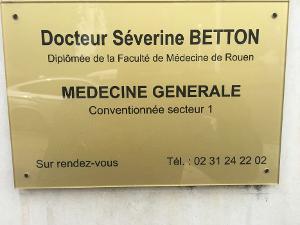 Docteur Séverine BETTON
Diplômée de la Faculté de Médecine de Rouen
MEDECINE GENERALE
Conventionnée secteur 1
Sur rendez-vous Tél. : 02 31 24 22 02